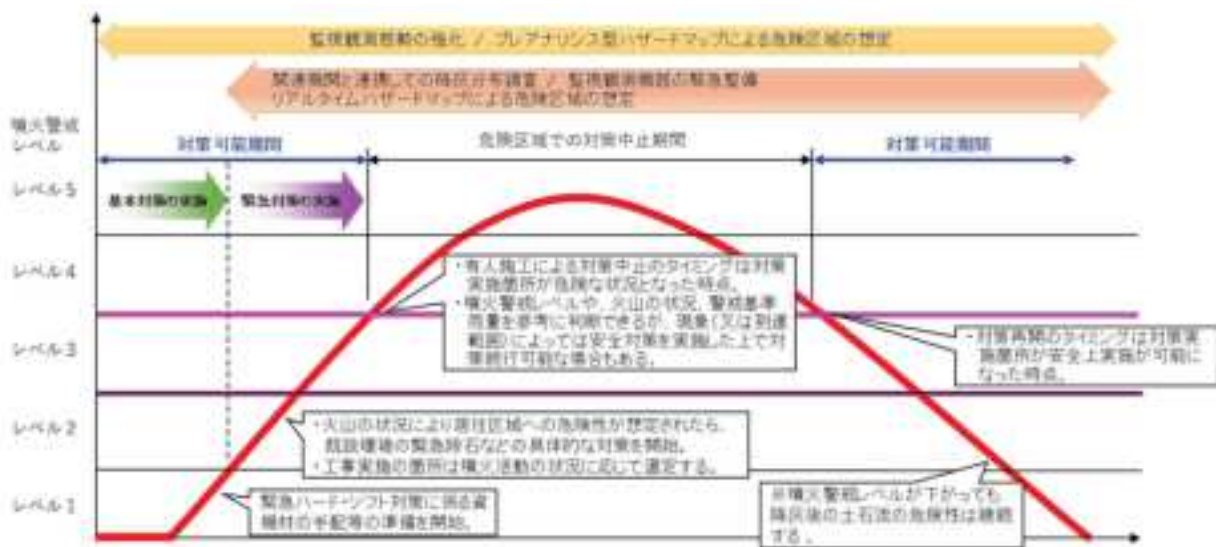 監視観測体制の強化 / プレアナリシス型ハザードマップによる危険区域の想定
関連機関と連携しての降灰分布調査 / 監視観測機器の緊急整備
リアルタイムハザードマップによる危険区域の想定
噴火警戒
レベル
対策可能期間
危険区域での対策中止期間
対策可能期間
レベル5
基本対策の実施
緊急対策の実施
レベル4
・有人施工による対策中止のタイミングは対策
実施箇所が危険な状況となった時点。
・噴火警戒レベルや、火山の状況、警戒基準
雨量を参考に判断できるが、現象(又は到達
範囲)によっては安全対策を実施した上で対
策続行可能な場合もある。
レベル3
・対策再開のタイミングは対策実
施箇所が安全上実施が可能に
なった時点。
レベル2
・火山の状況により居住区域への危険性が想定されたら、
既設堰堤の緊急除石などの具体的な対策を開始。
・工事実施の箇所は噴火活動の状況に応じて選定する。
レベル1
緊急ハード・ソフト対策に係る資
機材の手配等の準備を開始。
※噴火警戒レベルが下がっても
降灰後の土石流の危険性は継続
する。